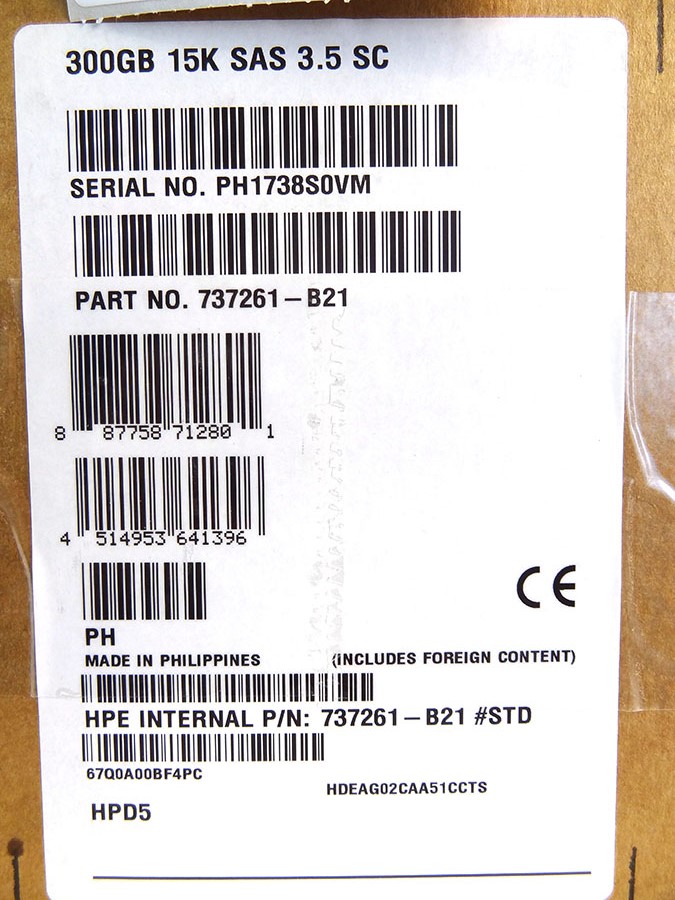 300GB 15K SAS 3.5 SC
SERIAL NO. PH1738S0VM
PART NO. 737261-B21
8 87758 71280 1
4 514953 641396
CE
PH
MADE IN PHILIPPINES (INCLUDES FOREIGN CONTENT)
HPE INTERNAL P/N: 737261-B21 #STD
67Q0A00BF4PC
HDEAG02CAA51CCTS
HPD5